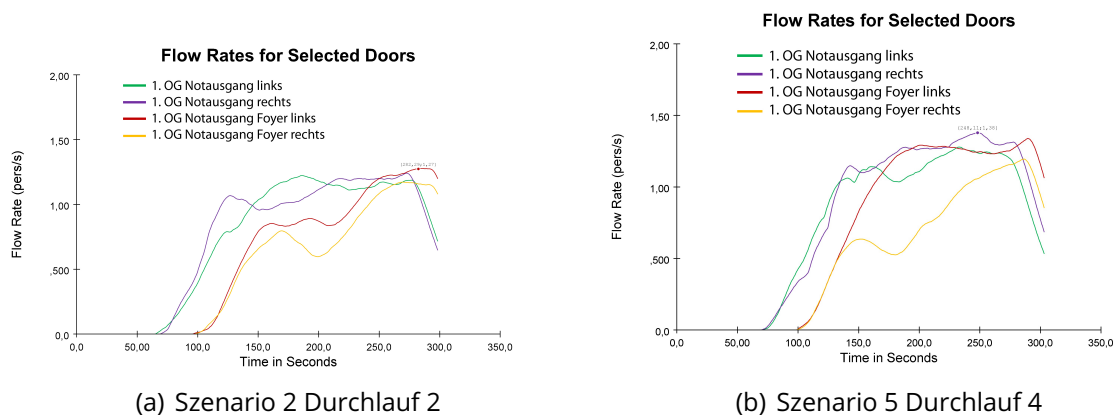 Flow Rates for Selected Doors
2,00
1. OG Notausgang links
1. OG Notausgang rechts
1. OG Notausgang Foyer links
1. OG Notausgang Foyer rechts
1,50
1,00
,500
0,0
Flow Rate (pers/s)
0,0 50,00 100,0 150,0 200,0 250,0 300,0 350,0
Time in Seconds
(a) Szenario 2 Durchlauf 2
Flow Rates for Selected Doors
2,00
1. OG Notausgang links
1. OG Notausgang rechts
1. OG Notausgang Foyer links
1. OG Notausgang Foyer rechts
1,50
1,00
,500
0,0
Flow Rate (pers/s)
0,0 50,00 100,0 150,0 200,0 250,0 300,0 350,0
Time in Seconds
(b) Szenario 5 Durchlauf 4